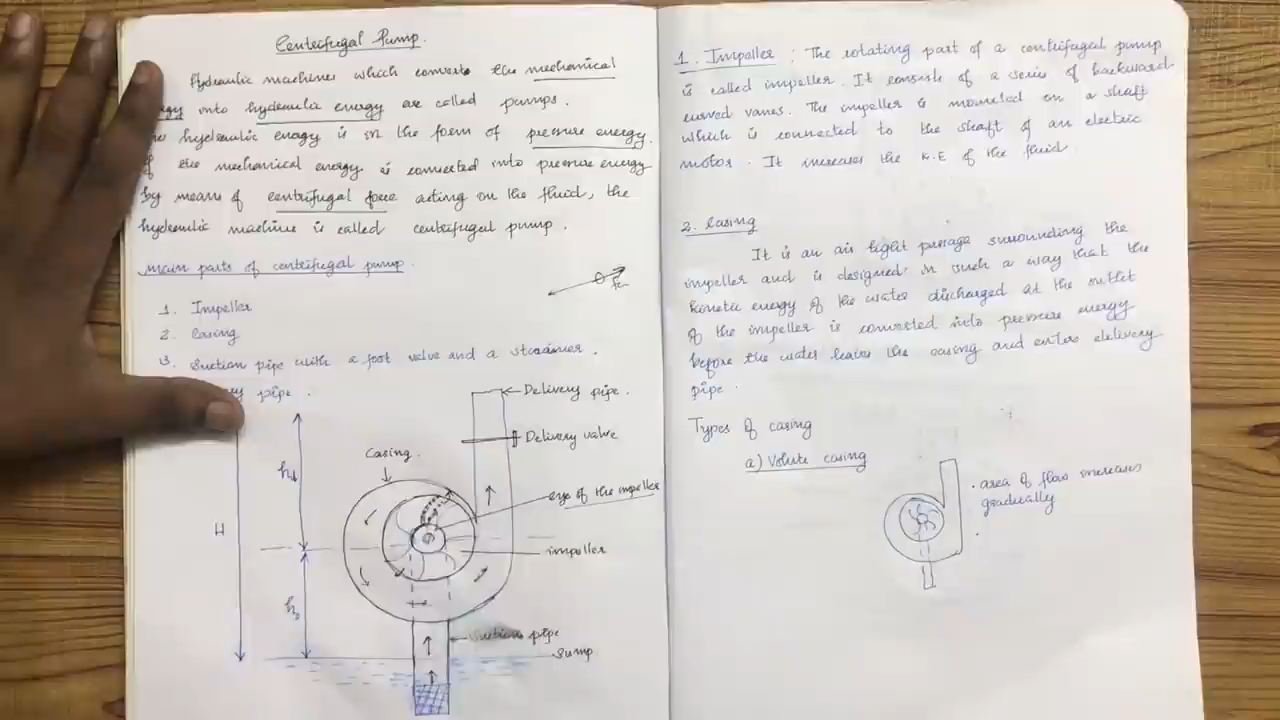 Centrifugal Pump.
Hydraulic machines which converts the mechanical
gy into hydraulic energy are called pumps.
hydraulic energy is in the form of pressure energy.
the mechanical energy is converted into pressure energy
by means of centrifugal force acting on the fluid, the
hydraulic machine is called centrifugal pump.
Main parts of centrifugal pump.
1. Impeller
2. Casing
3. Suction pipe with a foot valve and a strainer.
pipe.
Delivery pipe.
Delivery valve
Casing.
hd
eye of the impeller
H
impeller
hs
Suction pipe
Sump.
1. Impeller : The rotating part of a centrifugal pump
is called impeller. It consists of a series of backward
curved vanes. The impeller is mounted on a shaft
which is connected to the shaft of an electric
motor. It increases the K.E of the fluid.
2. Casing
It is an air tight passage surrounding the
impeller and is designed in such a way that the
kinetic energy of the water discharged at the outlet
of the impeller is converted into pressure energy
before the water leaves the casing and enters delivery
pipe.
Types of casing
a) Volute casing
. area of flow increases
gradually